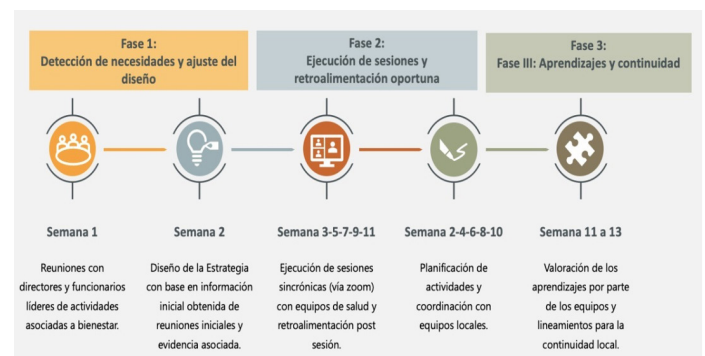 Fase 1:
Detección de necesidades y ajuste del
diseño
Fase 2:
Ejecución de sesiones y
retroalimentación oportuna
Fase 3:
Fase III: Aprendizajes y continuidad
Semana 1
Reuniones con
directores y funcionarios
líderes de actividades
asociadas a bienestar.
Semana 2
Diseño de la Estrategia
con base en información
inicial obtenida de
reuniones iniciales y
evidencia asociada.
Semana 3-5-7-9-11
Ejecución de sesiones
sincrónicas (vía zoom)
con equipos de salud y
retroalimentación post
sesión.
Semana 2-4-6-8-10
Planificación de
actividades y
coordinación con
equipos locales.
Semana 11 a 13
Valoración de los
aprendizajes por parte
de los equipos y
lineamientos para la
continuidad local.